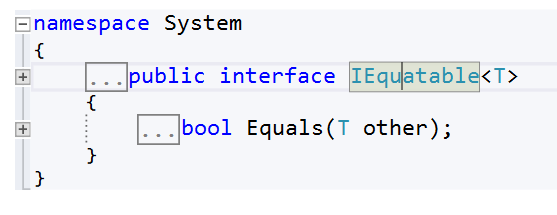 namespace System
{
...public interface IEquatable<T>
{
...bool Equals(T other);
}
}